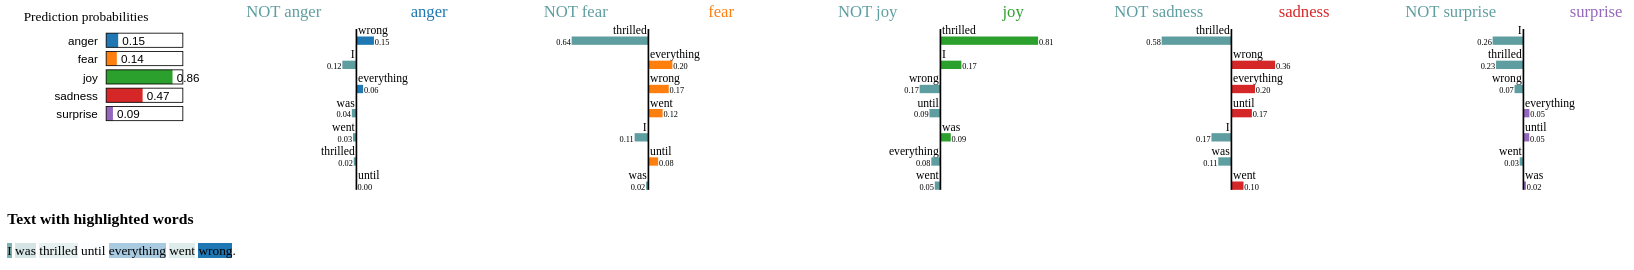 Prediction probabilities
anger 0.15
fear 0.14
joy 0.86
sadness 0.47
surprise 0.09
NOT anger anger
wrong
0.15
I
0.12
everything
0.06
was
0.04
went
0.03
thrilled
0.02
until
0.00
NOT fear fear
thrilled
0.64
everything
0.20
wrong
0.17
went
0.12
I
0.11
until
0.08
was
0.02
NOT joy joy
thrilled
0.81
I
0.17
wrong
0.17
until
0.09
was
0.09
everything
0.08
went
0.05
NOT sadness sadness
thrilled
0.58
wrong
0.36
everything
0.20
until
0.17
I
0.17
was
0.11
went
0.10
NOT surprise surprise
I
0.26
thrilled
0.23
wrong
0.07
everything
0.05
until
0.05
went
0.03
was
0.02
Text with highlighted words
I was thrilled until everything went wrong.